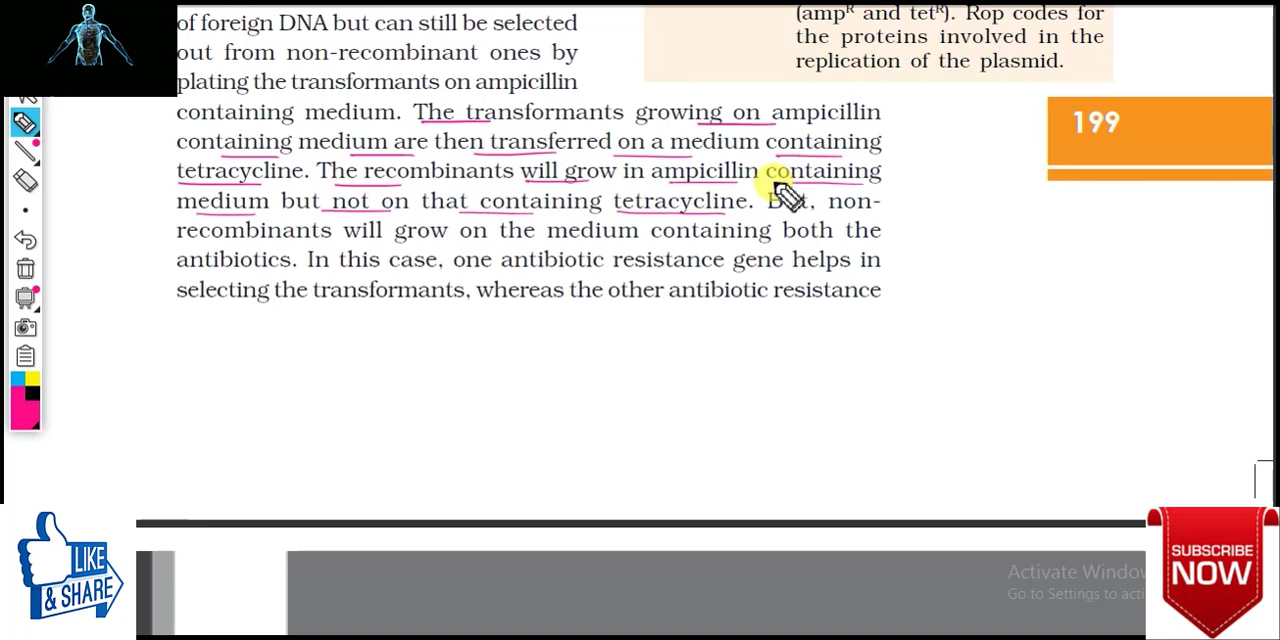 of foreign DNA but can still be selected
out from non-recombinant ones by
plating the transformants on ampicillin
containing medium. The transformants growing on ampicillin
containing medium are then transferred on a medium containing
tetracycline. The recombinants will grow in ampicillin containing
medium but not on that containing tetracycline. But, non-
recombinants will grow on the medium containing both the
antibiotics. In this case, one antibiotic resistance gene helps in
selecting the transformants, whereas the other antibiotic resistance
(ampR and tetR). Rop codes for
the proteins involved in the
replication of the plasmid.
199
LIKE
& SHARE
Activate Window
Go to Settings to acti
SUBSCRIBE
NOW